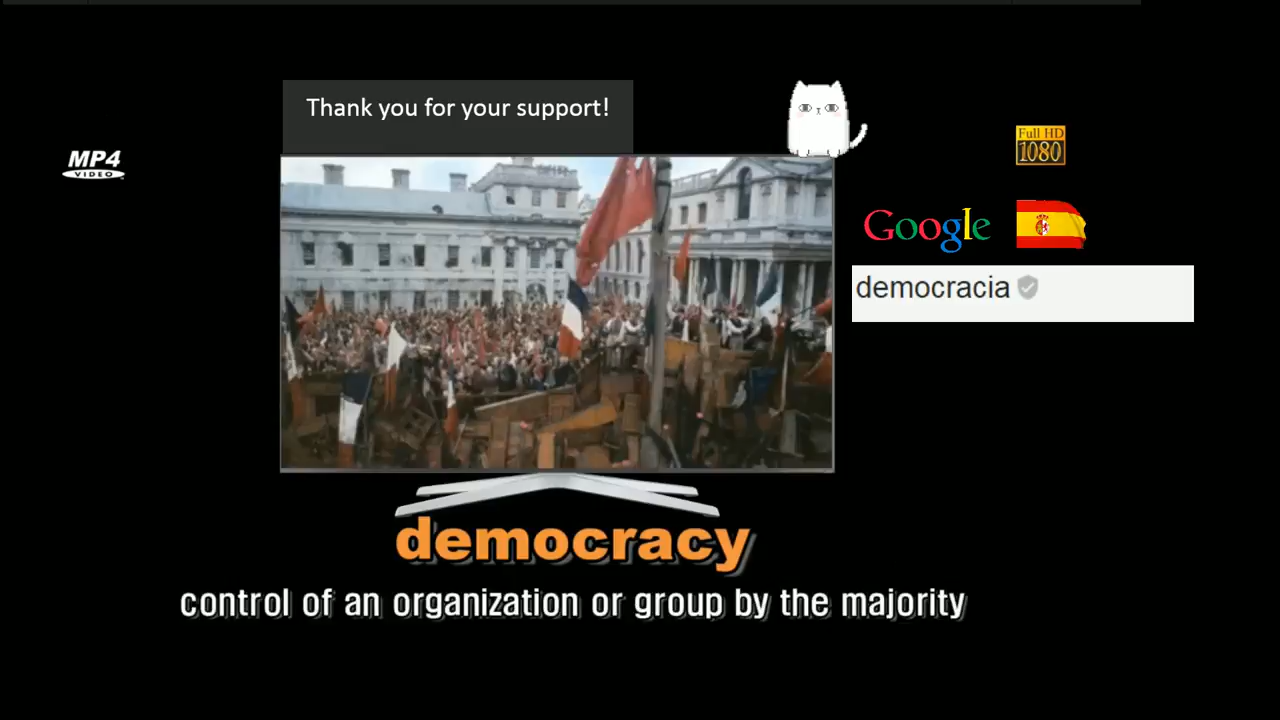 Thank you for your support!
MP4
VIDEO
Full HD
1080
Google
democracia
democracy
control of an organization or group by the majority